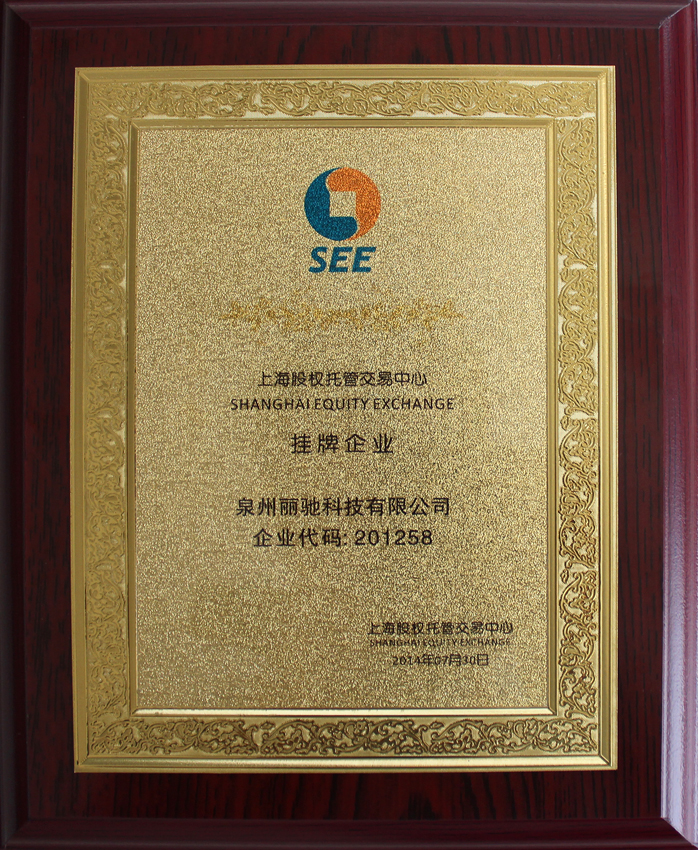 SEE
上海股权托管交易中心
SHANGHAI EQUITY EXCHANGE
挂牌企业
泉州丽驰科技有限公司
企业代码: 201258
上海股权托管交易中心
SHANGHAI EQUITY EXCHANGE
2014年07月30日